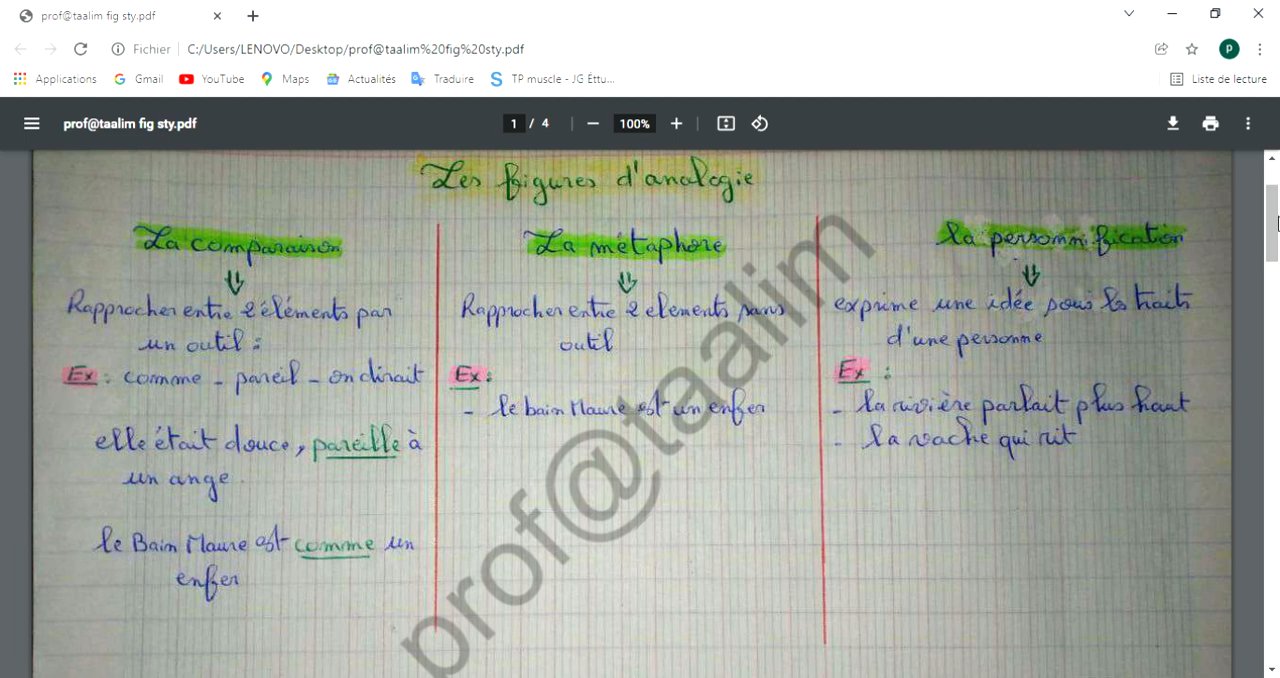 prof@taalim fig sty.pdf
Fichier
C:/Users/LENOVO/Desktop/prof@taalim%20fig%20sty.pdf
P
Applications
Gmail
YouTube
Maps
Actualités
Traduire
TP muscle - JG Éttu...
Liste de lecture
prof@taalim fig sty.pdf
1 / 4
100%
Les figures d'analogie
La comparaison
Rapprocher entre 2 éléments par
un outil :
Ex : comme - pareil - on dirait
elle était douce, pareille à
un ange
le Bain Maure est comme un
enfer
La métaphore
Rapprocher entre 2 elements sans
outil
Ex :
- le bain Maure est un enfer
la personnification
exprime une idée sous les traits
d'une personne
Ex :
- la rivière parlait plus haut
- la vache qui rit
prof@taalim